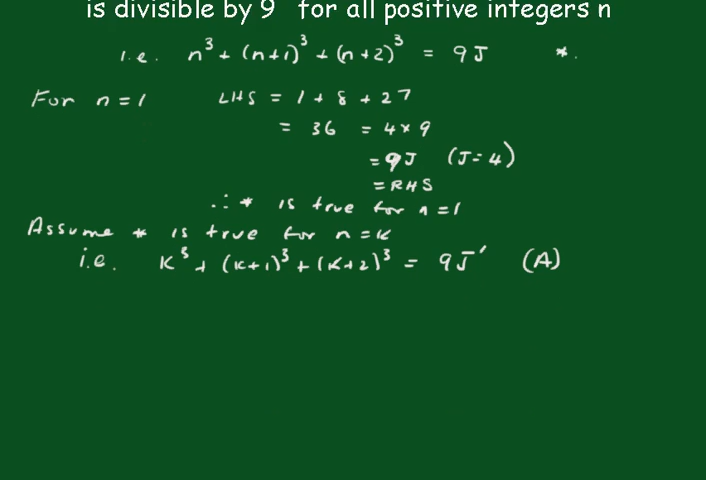 is divisible by 9 for all positive integers n
i.e. n³ + (n+1)³ + (n+2)³ = 9J *.
For n=1 LHS = 1 + 8 + 27
= 36 = 4×9
= 9J (J=4)
= RHS
∴ * is true for n=1
Assume * is true for n=k
i.e. k³ + (k+1)³ + (k+2)³ = 9J' (A)